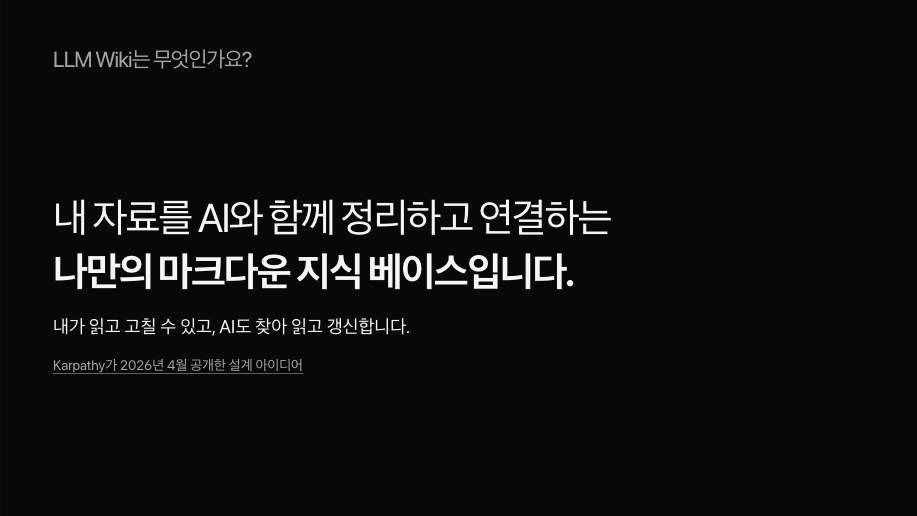 LLM Wiki는 무엇인가요?
내 자료를 AI와 함께 정리하고 연결하는
나만의 마크다운 지식 베이스입니다.
내가 읽고 고칠 수 있고, AI도 찾아 읽고 갱신합니다.
Karpathy가 2026년 4월 공개한 설계 아이디어